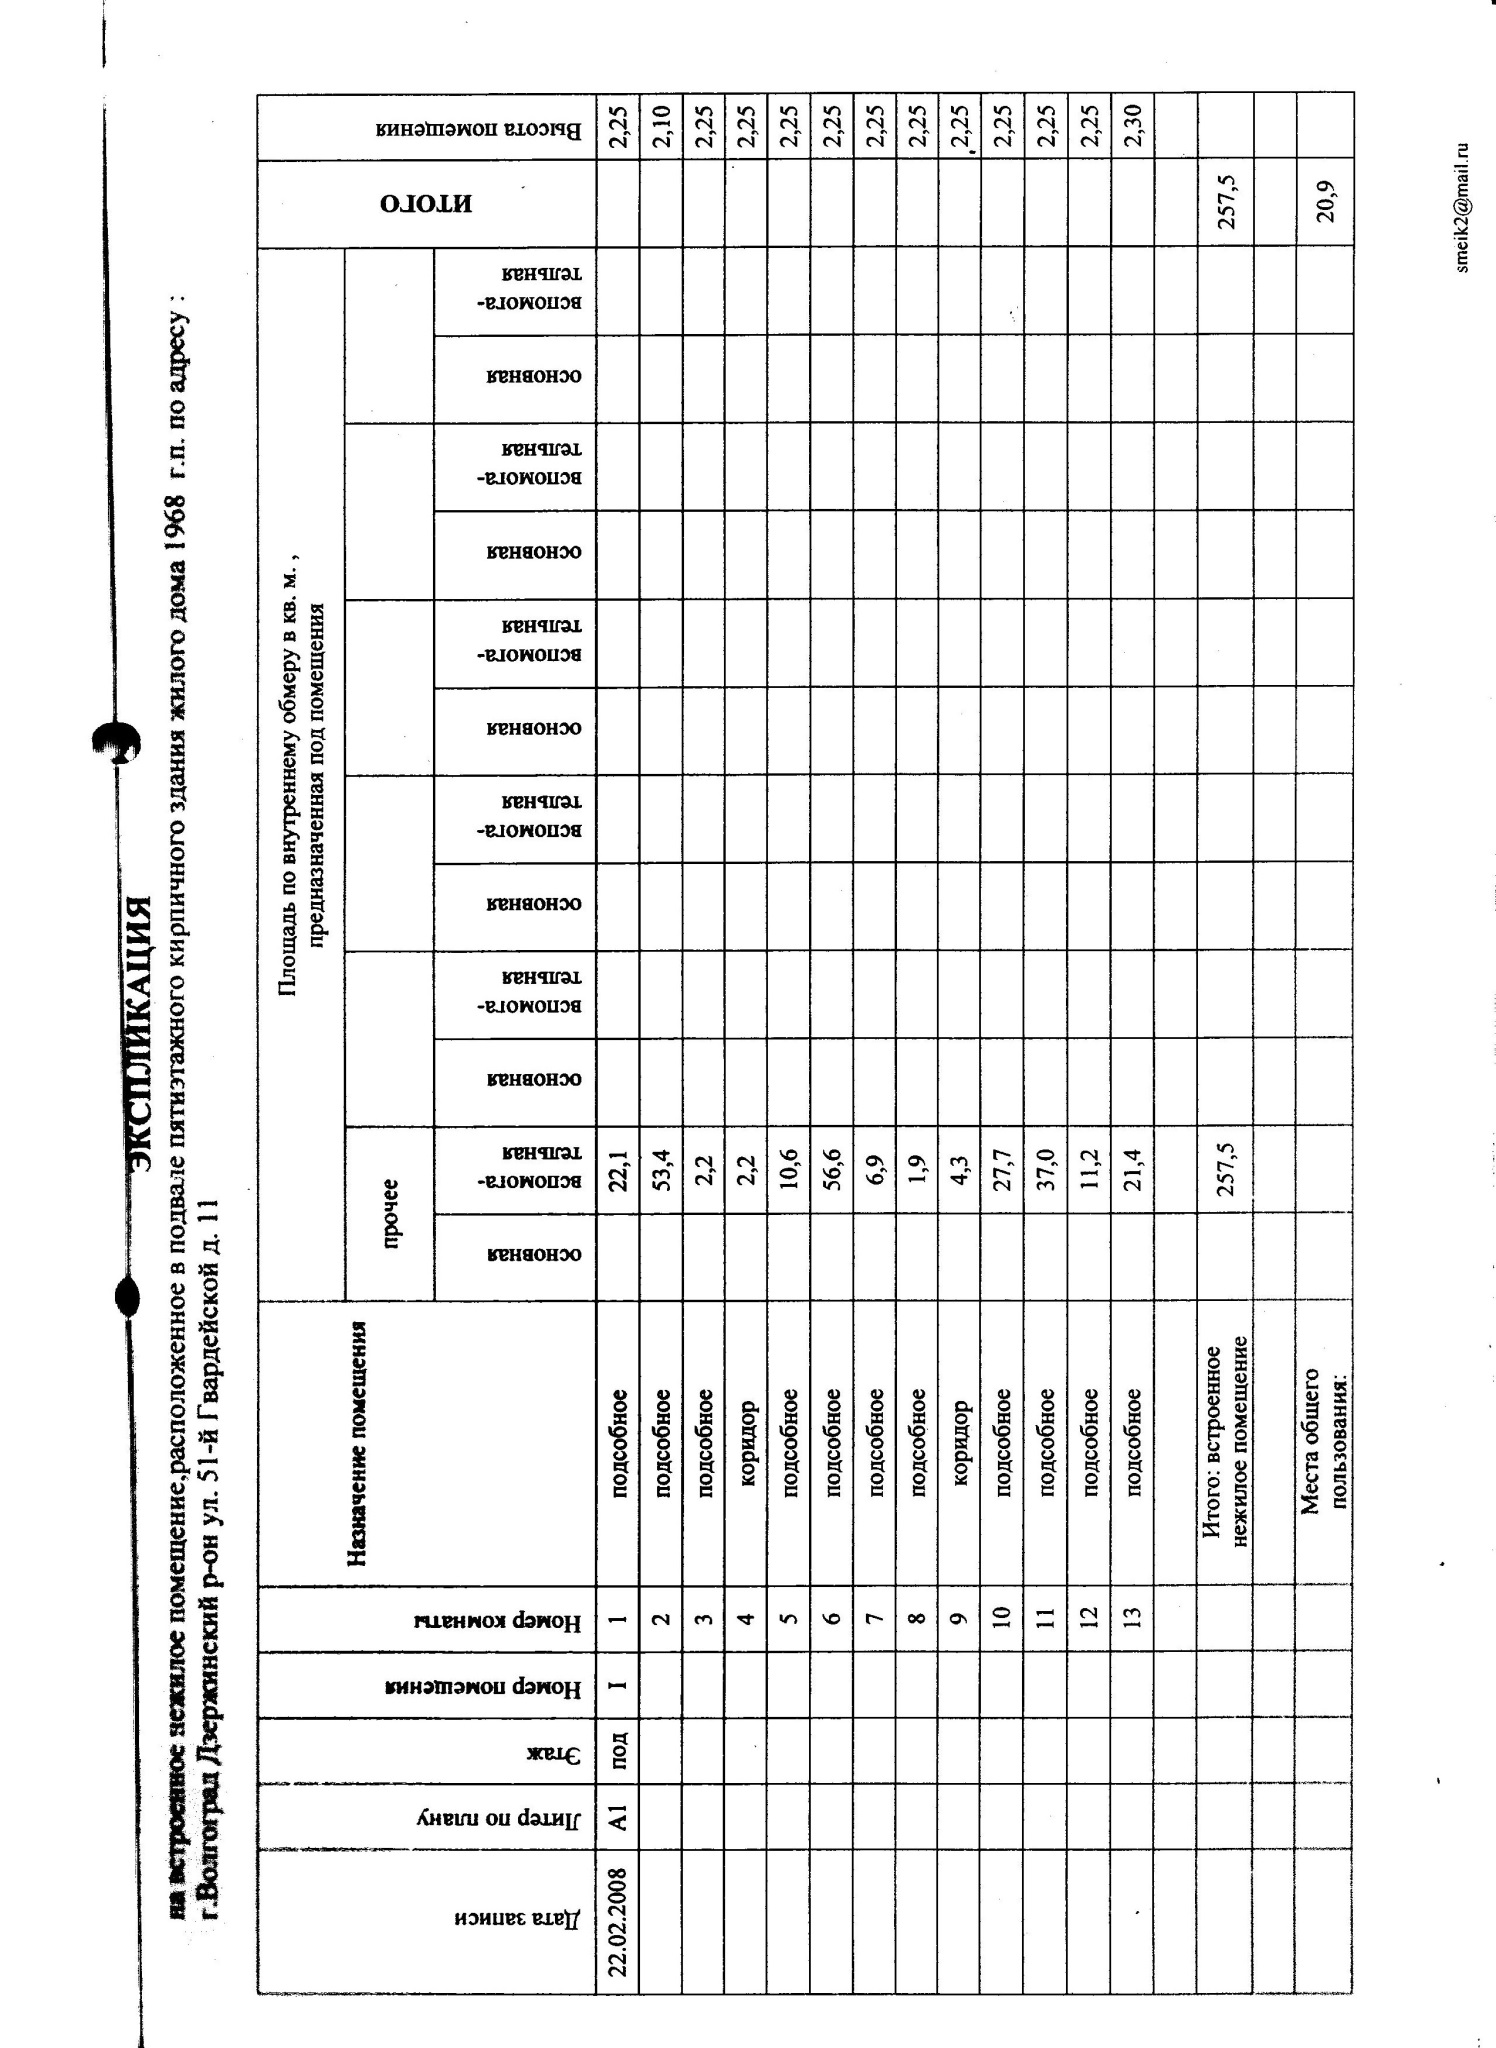 ЭКСПЛИКАЦИЯ
на встроенное нежилое помещение,расположенное в подвале пятиэтажного кирпичного здания жилого дома 1968 г.п. по адресу :
г.Волгоград Дзержинский р-он ул. 51-й Гвардейской д. 11
Дата записи
Литер по плану
Этаж
Номер помещения
Номер комнаты
Назначение помещения
Площадь по внутреннему обмеру в кв. м. ,
предназначенная под помещения
ИТОГО
Высота помещения
прочее
основная
вспомога-
тельная
основная
вспомога-
тельная
основная
вспомога-
тельная
основная
вспомога-
тельная
основная
вспомога-
тельная
основная
вспомога-
тельная
22.02.2008 А1 под I 1 подсобное 22,1 2,25
2 подсобное 53,4 2,10
3 подсобное 2,2 2,25
4 коридор 2,2 2,25
5 подсобное 10,6 2,25
6 подсобное 56,6 2,25
7 подсобное 6,9 2,25
8 подсобное 1,9 2,25
9 коридор 4,3 2,25
10 подсобное 27,7 2,25
11 подсобное 37,0 2,25
12 подсобное 11,2 2,25
13 подсобное 21,4 2,30
Итого: встроенное
нежилое помещение 257,5 257,5
Места общего
пользования: 20,9
smeik2@mail.ru